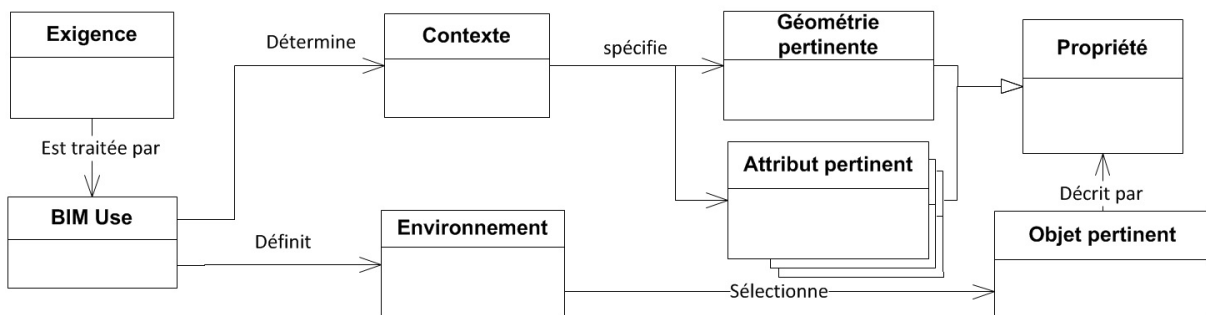 Exigence
Détermine
Contexte
spécifie
Géométrie
pertinente
Propriété
Est traitée par
Attribut pertinent
Décrit par
BIM Use
Définit
Environnement
Objet pertinent
Sélectionne